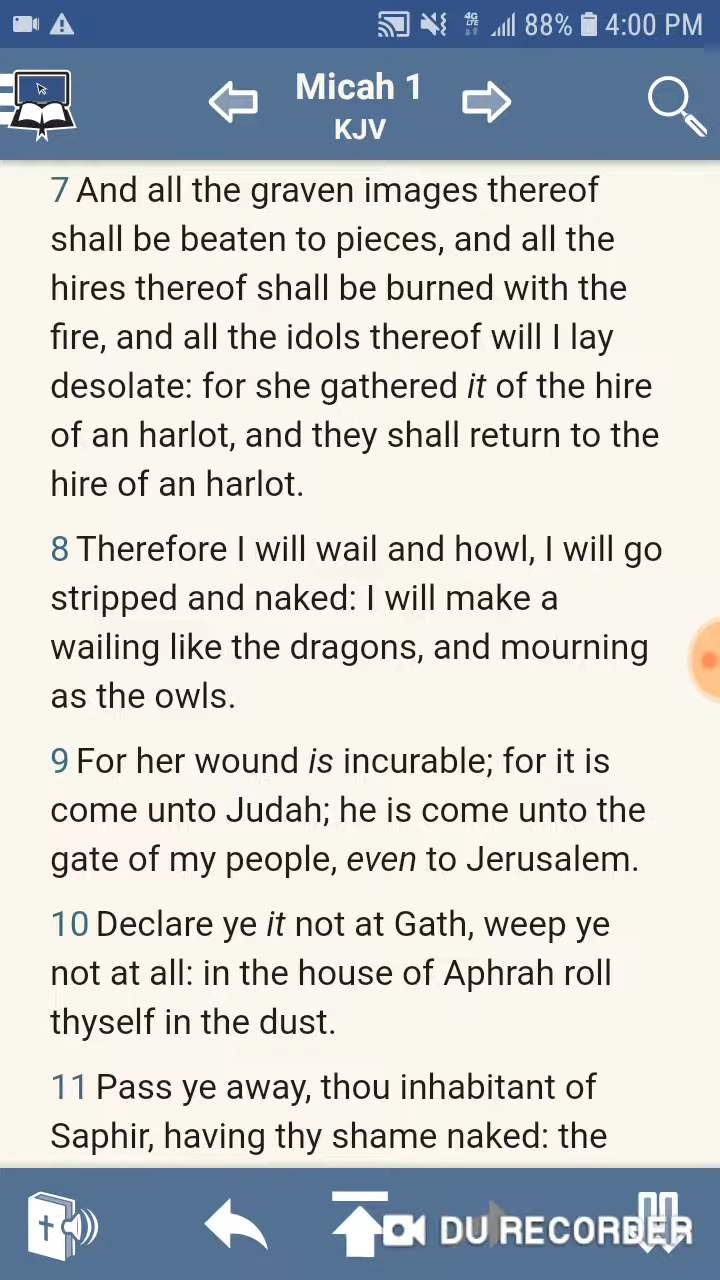 4G
LTE
88%
4:00 PM
Micah 1
KJV
7 And all the graven images thereof
shall be beaten to pieces, and all the
hires thereof shall be burned with the
fire, and all the idols thereof will I lay
desolate: for she gathered it of the hire
of an harlot, and they shall return to the
hire of an harlot.
8 Therefore I will wail and howl, I will go
stripped and naked: I will make a
wailing like the dragons, and mourning
as the owls.
9 For her wound is incurable; for it is
come unto Judah; he is come unto the
gate of my people, even to Jerusalem.
10 Declare ye it not at Gath, weep ye
not at all: in the house of Aphrah roll
thyself in the dust.
11 Pass ye away, thou inhabitant of
Saphir, having thy shame naked: the
DU RECORDER